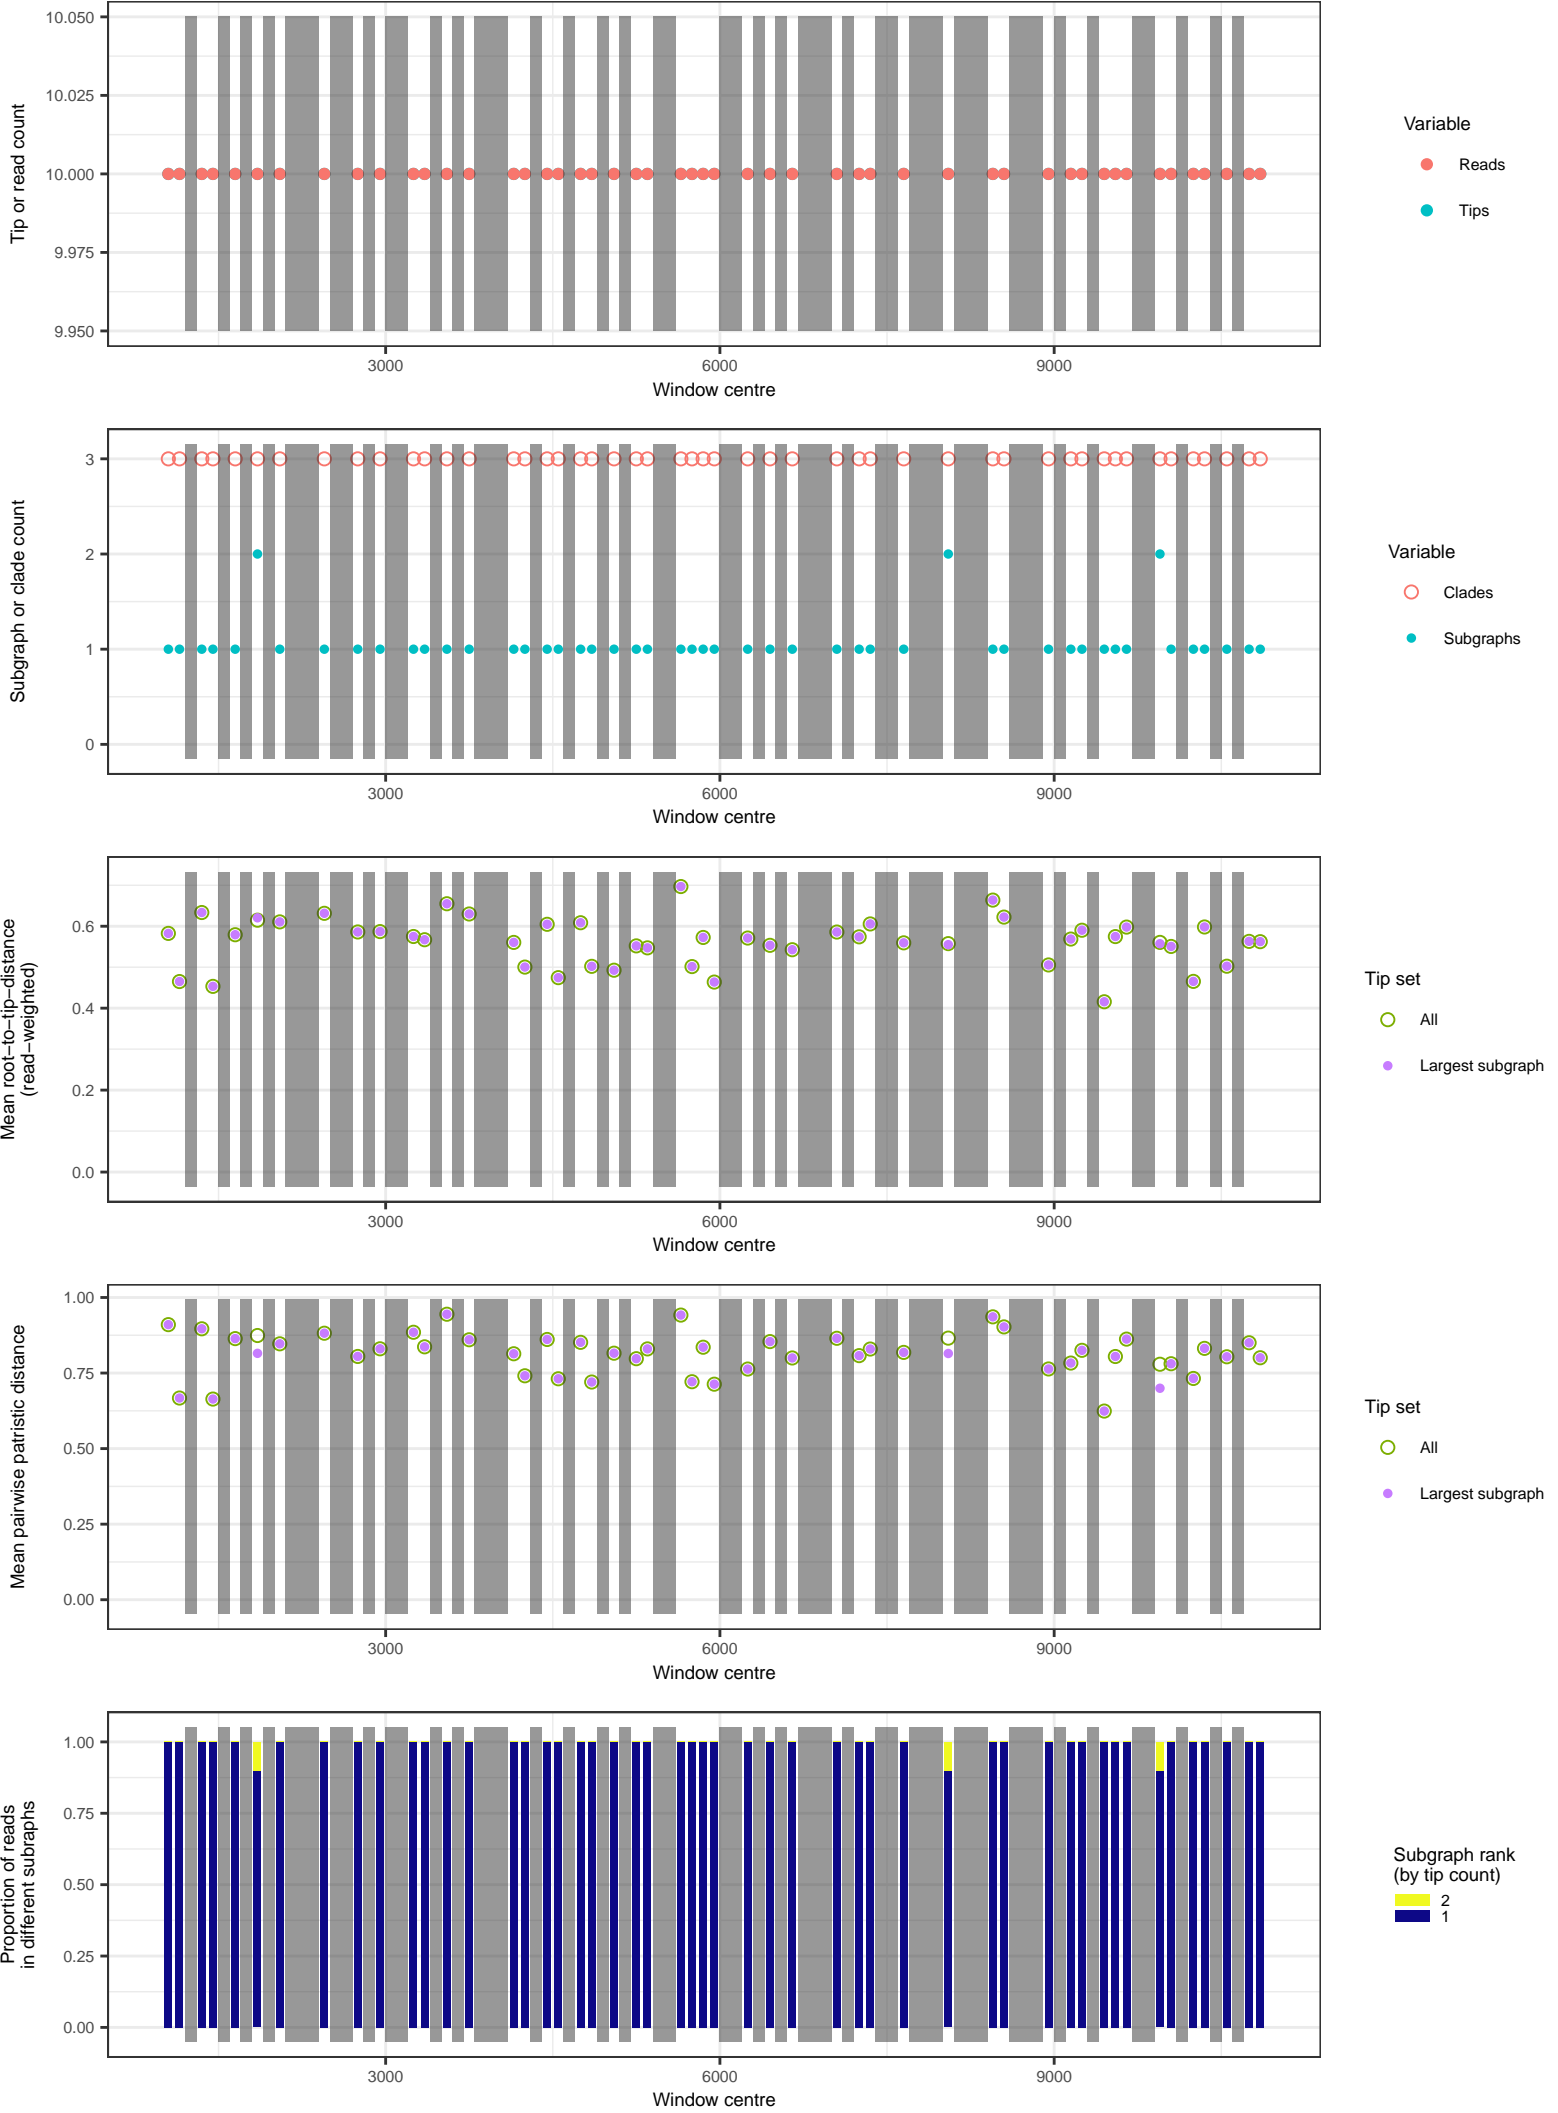 10.050
10.025
10.000
9.975
9.950
Tip or read count
3000
6000
9000
Window centre
Variable
Reads
Tips
3
2
1
0
Subgraph or clade count
3000
6000
9000
Window centre
Variable
Clades
Subgraphs
0.6
0.4
0.2
0.0
Mean root−to−tip−distance
(read−weighted)
3000
6000
9000
Window centre
Tip set
All
Largest subgraph
1.00
0.75
0.50
0.25
0.00
Mean pairwise patristic distance
3000
6000
9000
Window centre
Tip set
All
Largest subgraph
1.00
0.75
0.50
0.25
0.00
Proportion of reads
in different subraphs
3000
6000
9000
Window centre
Subgraph rank
(by tip count)
2
1